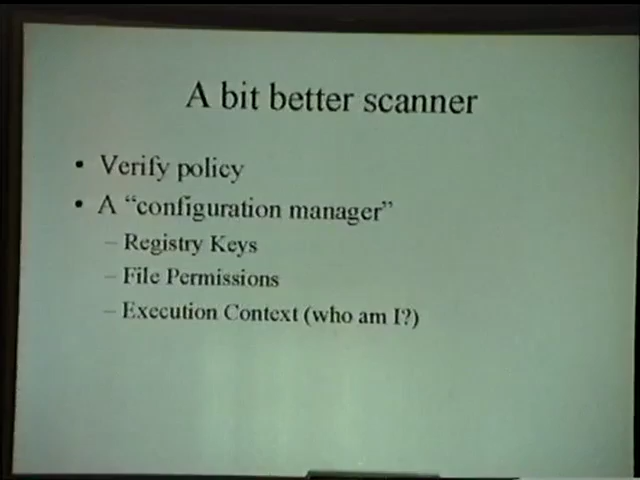 A bit better scanner
• Verify policy
• A “configuration manager”
– Registry Keys
– File Permissions
– Execution Context (who am I?)